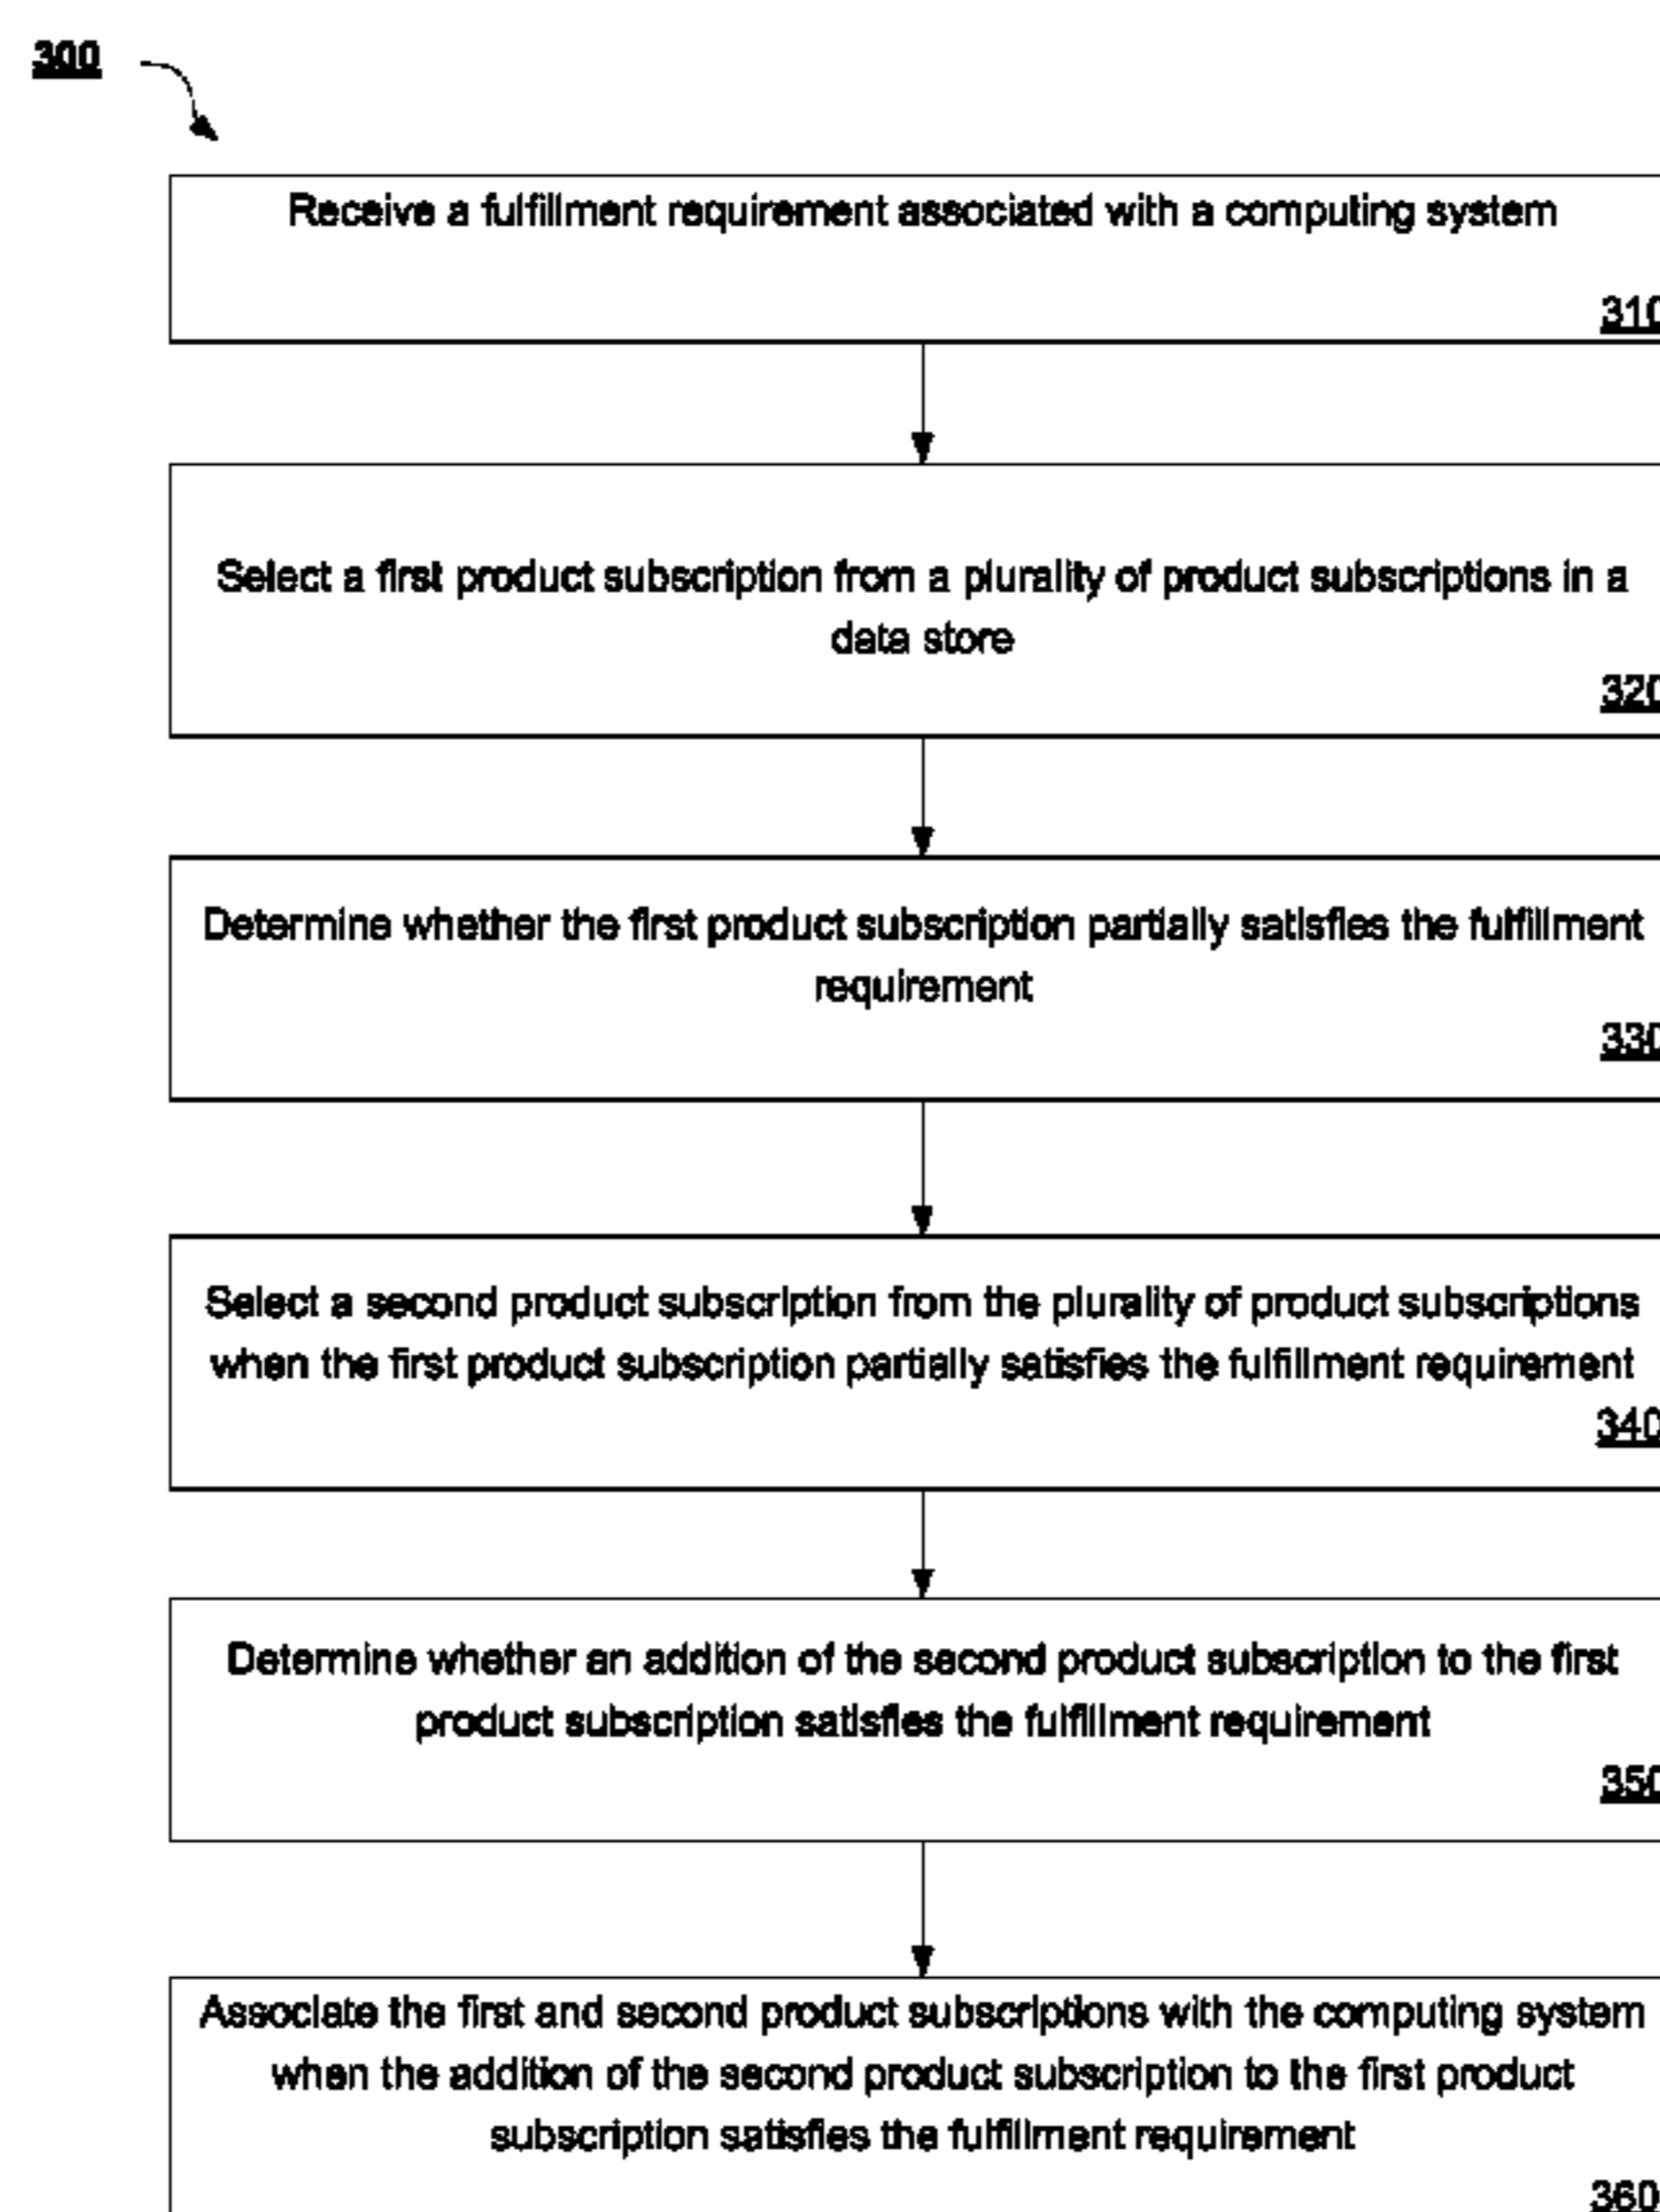 300
Receive a fulfillment requirement associated with a computing system
310
Select a first product subscription from a plurality of product subscriptions in a
data store
320
Determine whether the first product subscription partially satisfies the fulfillment
requirement
330
Select a second product subscription from the plurality of product subscriptions
when the first product subscription partially satisfies the fulfillment requirement
340
Determine whether an addition of the second product subscription to the first
product subscription satisfies the fulfillment requirement
350
Associate the first and second product subscriptions with the computing system
when the addition of the second product subscription to the first product
subscription satisfies the fulfillment requirement
360